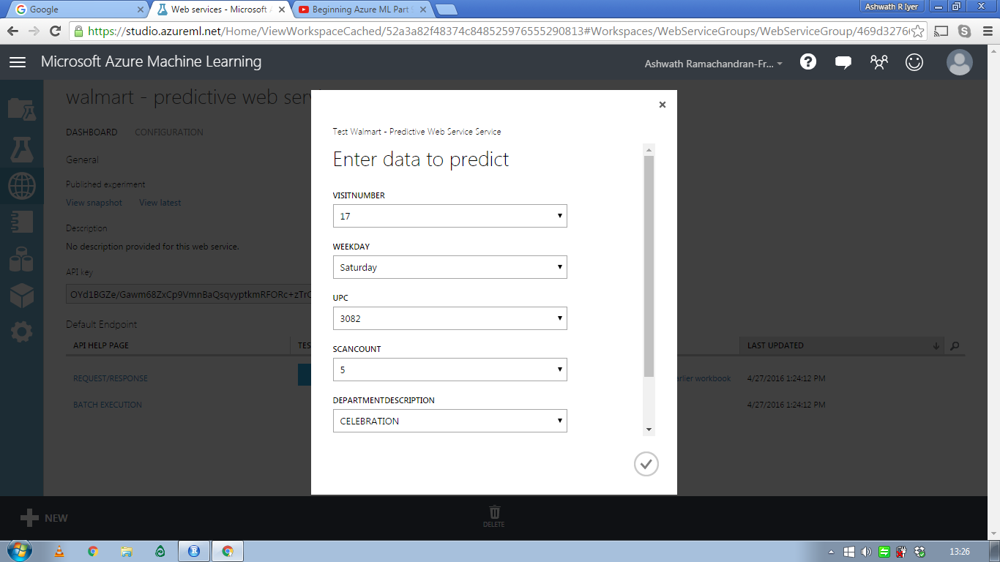 Google
Web services - Microsoft A
Beginning Azure ML Part
Ashwath R Iyer
https://studio.azureml.net/Home/ViewWorkspaceCached/52a3a82f48374c848525976555290813#Workspaces/WebServiceGroups/WebServiceGroup/469d3276
Microsoft Azure Machine Learning
Ashwath Ramachandran-Fr...
walmart - predictive web servi
DASHBOARD CONFIGURATION
General
Published experiment
View snapshot View latest
Description
No description provided for this web service.
API key
Default Endpoint
API HELP PAGE TES LAST UPDATED
REQUEST/RESPONSE arlier workbook 4/27/2016 1:24:12 PM
BATCH EXECUTION 4/27/2016 1:24:12 PM
Test Walmart - Predictive Web Service Service
Enter data to predict
VISITNUMBER
17
WEEKDAY
Saturday
UPC
3082
SCANCOUNT
5
DEPARTMENTDESCRIPTION
CELEBRATION
NEW
DELETE
13:26